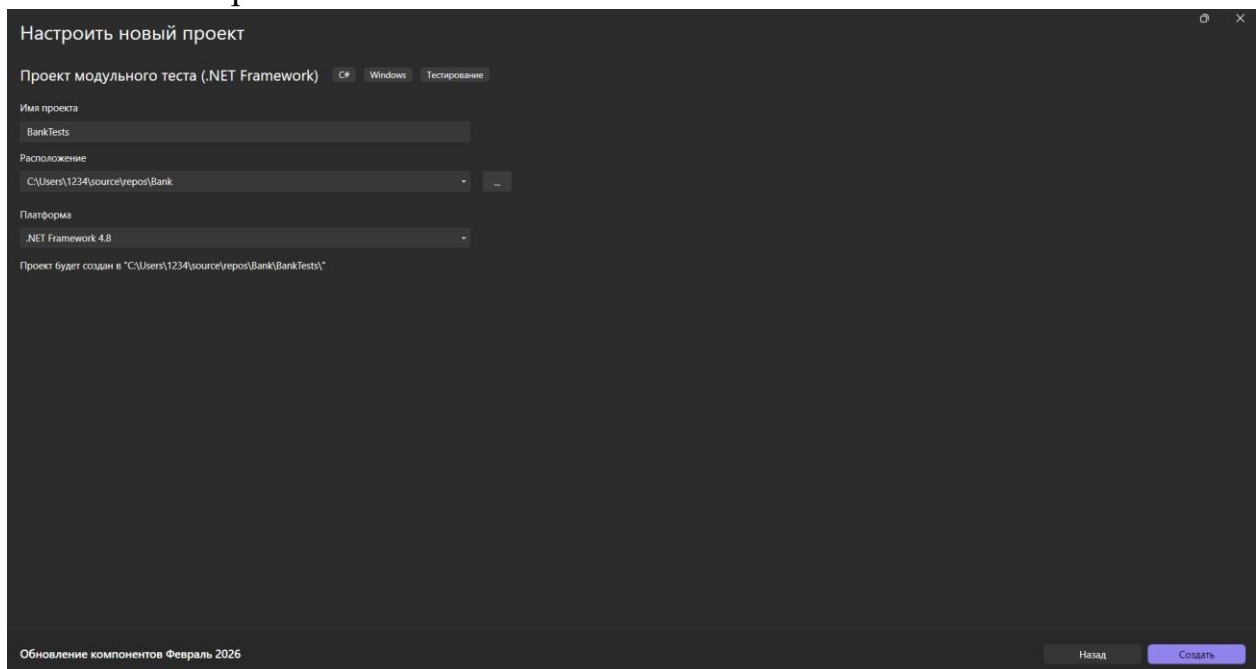 Настроить новый проект
Проект модульного теста (.NET Framework) C# Windows Тестирование
Имя проекта
BankTests
Расположение
C:\Users\1234\source\repos\Bank ...
Платформа
.NET Framework 4.8
Проект будет создан в "C:\Users\1234\source\repos\Bank\BankTests\"
Обновление компонентов Февраль 2026
Назад Создать